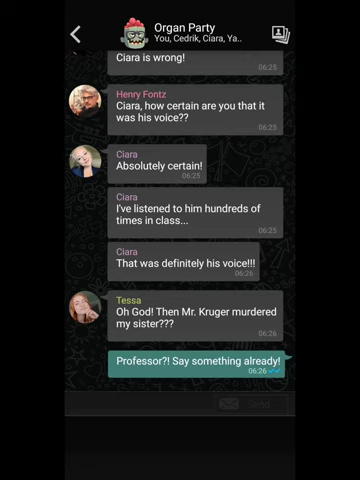 Organ Party
You, Cedrik, Ciara, Ya..
Ciara is wrong!
06:25
Henry Fontz
Ciara, how certain are you that it
was his voice??
06:25
Ciara
Absolutely certain!
06:25
Ciara
I've listened to him hundreds of
times in class...
06:25
Ciara
That was definitely his voice!!!
06:26
Tessa
Oh God! Then Mr. Kruger murdered
my sister???
06:26
Professor?! Say something already!
06:26
Send